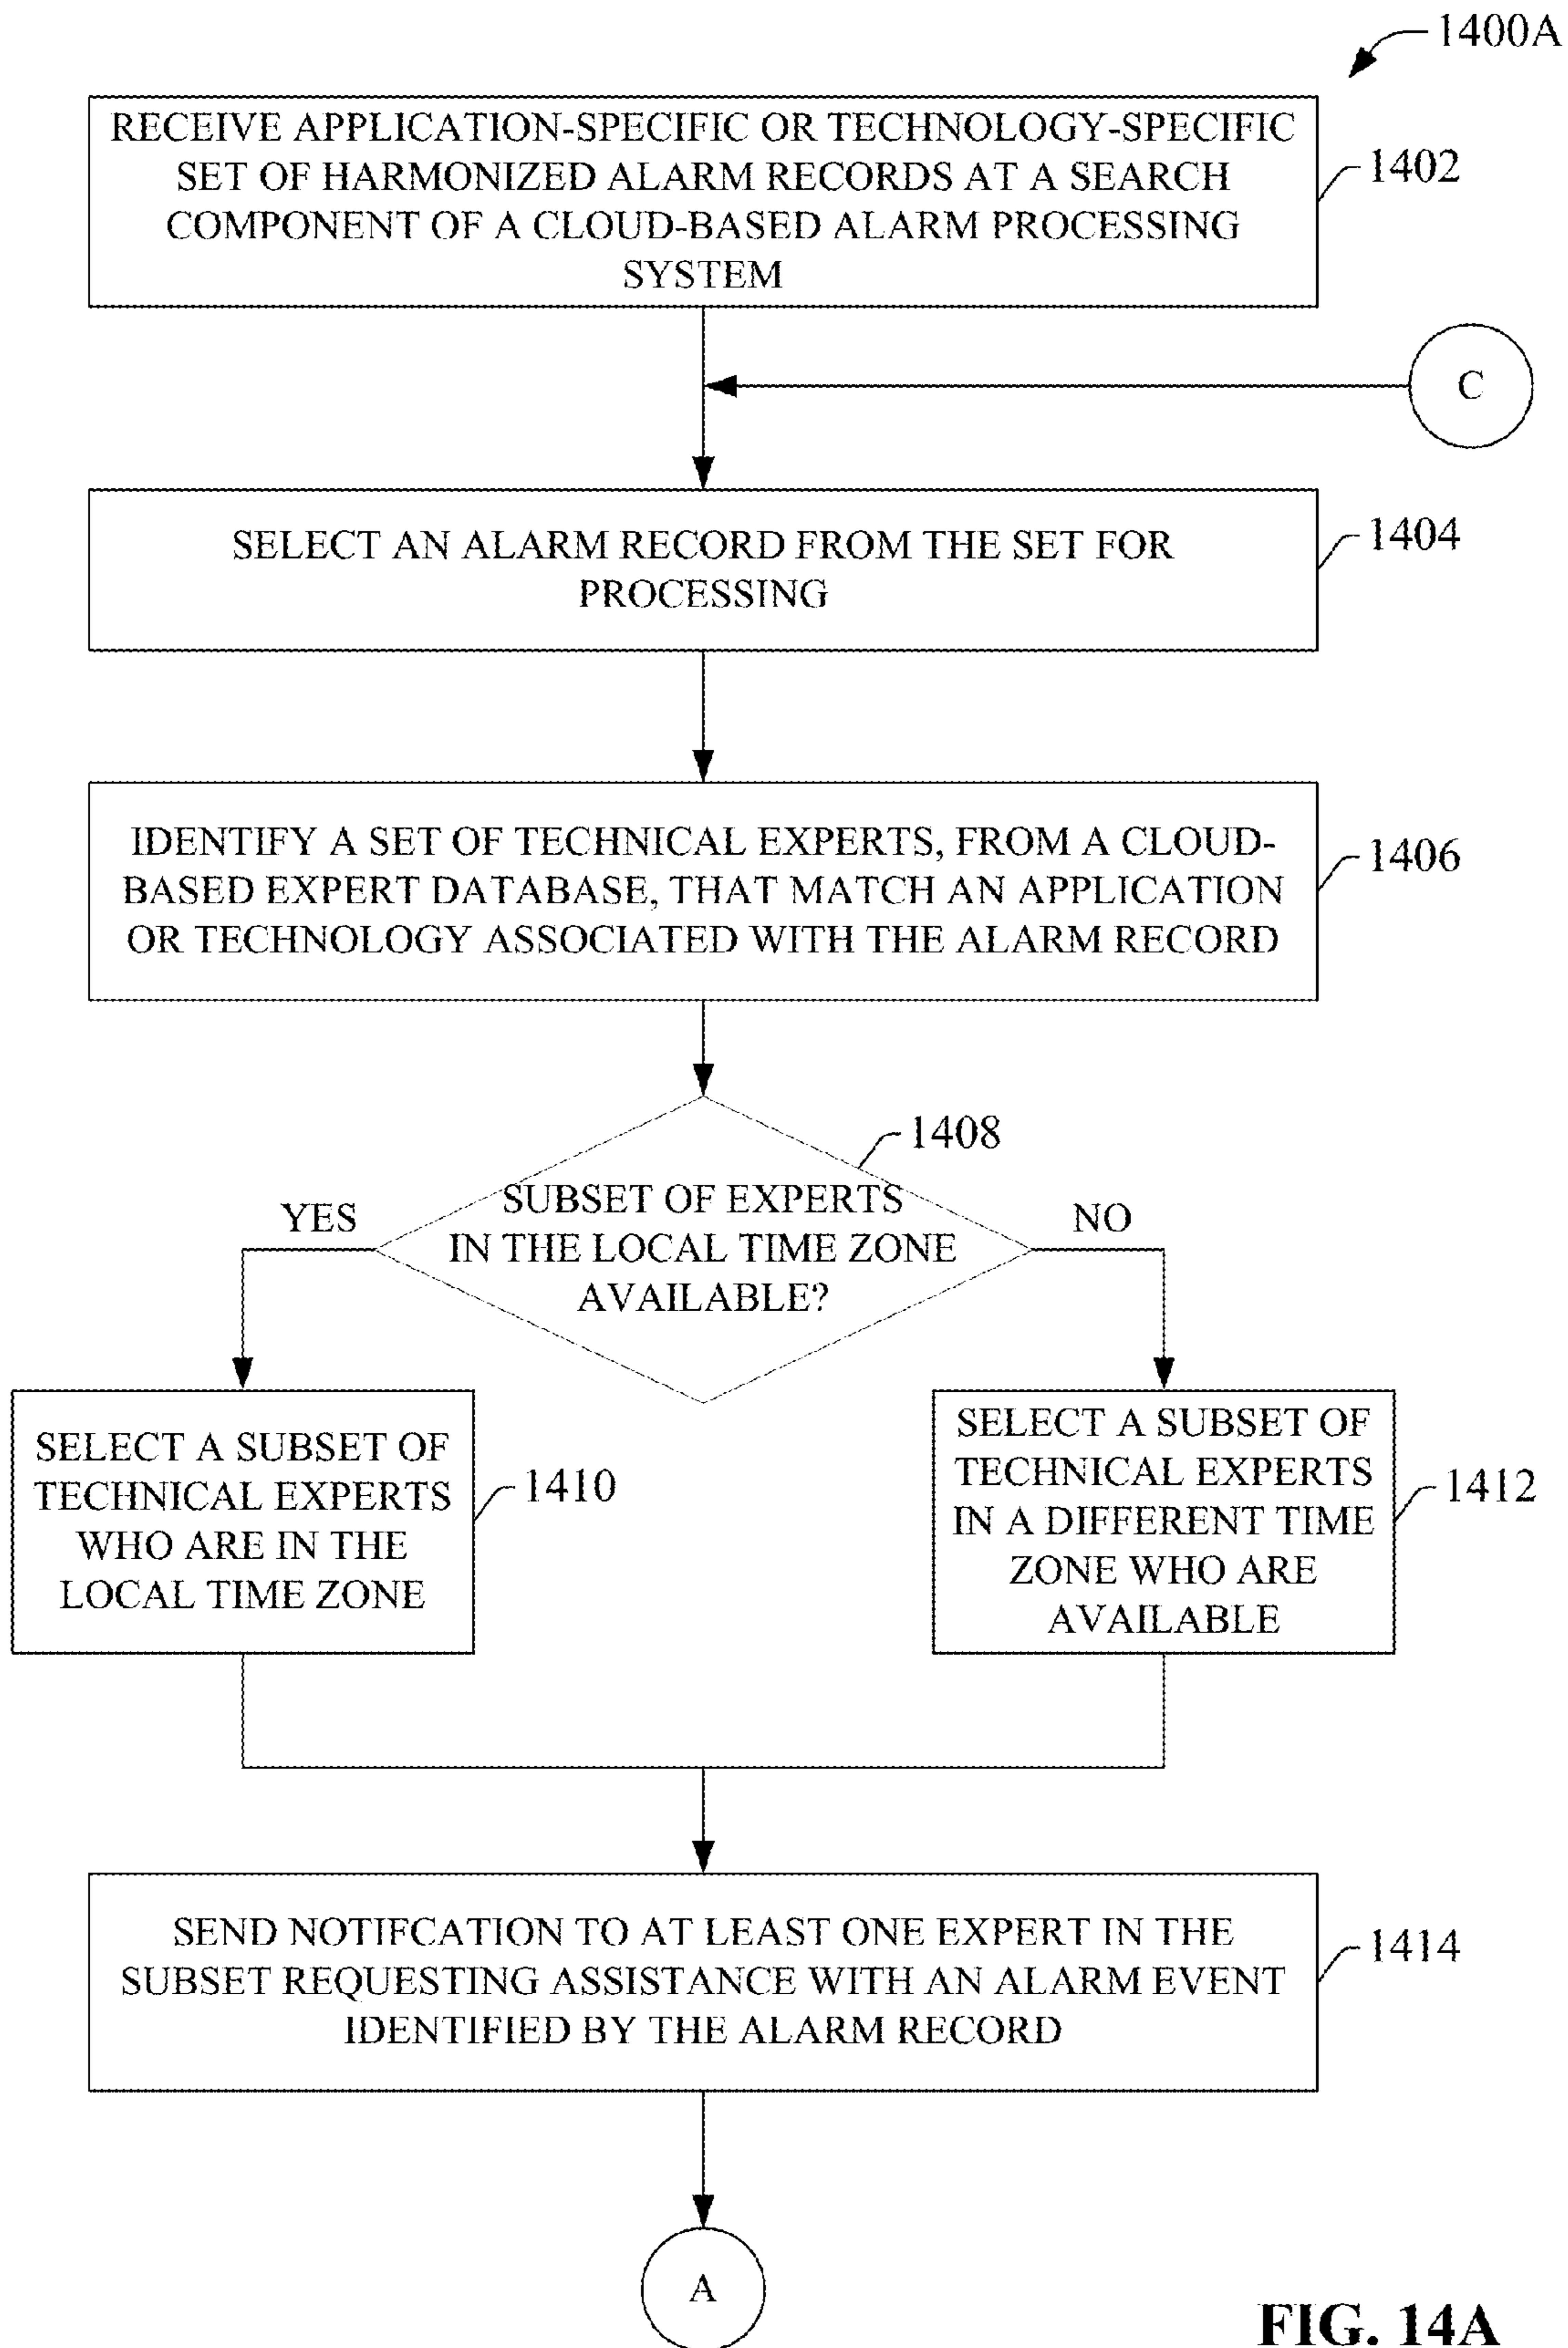 1400A
RECEIVE APPLICATION-SPECIFIC OR TECHNOLOGY-SPECIFIC
SET OF HARMONIZED ALARM RECORDS AT A SEARCH
COMPONENT OF A CLOUD-BASED ALARM PROCESSING
SYSTEM
1402
C
SELECT AN ALARM RECORD FROM THE SET FOR
PROCESSING
1404
IDENTIFY A SET OF TECHNICAL EXPERTS, FROM A CLOUD-
BASED EXPERT DATABASE, THAT MATCH AN APPLICATION
OR TECHNOLOGY ASSOCIATED WITH THE ALARM RECORD
1406
1408
SUBSET OF EXPERTS
IN THE LOCAL TIME ZONE
AVAILABLE?
YES
NO
SELECT A SUBSET OF
TECHNICAL EXPERTS
WHO ARE IN THE
LOCAL TIME ZONE
1410
SELECT A SUBSET OF
TECHNICAL EXPERTS
IN A DIFFERENT TIME
ZONE WHO ARE
AVAILABLE
1412
SEND NOTIFCATION TO AT LEAST ONE EXPERT IN THE
SUBSET REQUESTING ASSISTANCE WITH AN ALARM EVENT
IDENTIFIED BY THE ALARM RECORD
1414
A
FIG. 14A